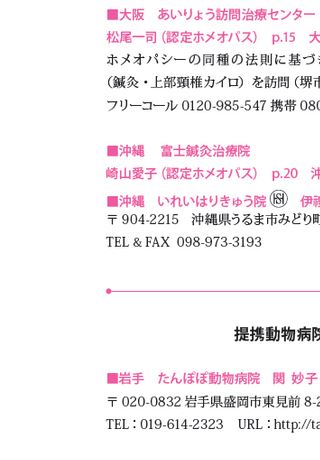 ■大阪　あいりょう訪問治療センター
松尾一司（認定ホメオパス）　p.15　大
ホメオパシーの同種の法則に基づ
（鍼灸・上部頸椎カイロ）を訪問（堺市
フリーコール 0120-985-547 携帯 080
■沖縄　富士鍼灸治療院
崎山愛子（認定ホメオパス）　p.20　沖
■沖縄　いれいはりきゅう院　伊禮
〒 904-2215　沖縄県うるま市みどり町
TEL & FAX  098-973-3193
提携動物病院
■岩手　たんぽぽ動物病院　関 妙子
〒 020-0832 岩手県盛岡市東見前 8-2
TEL：019-614-2323　URL：http://ta